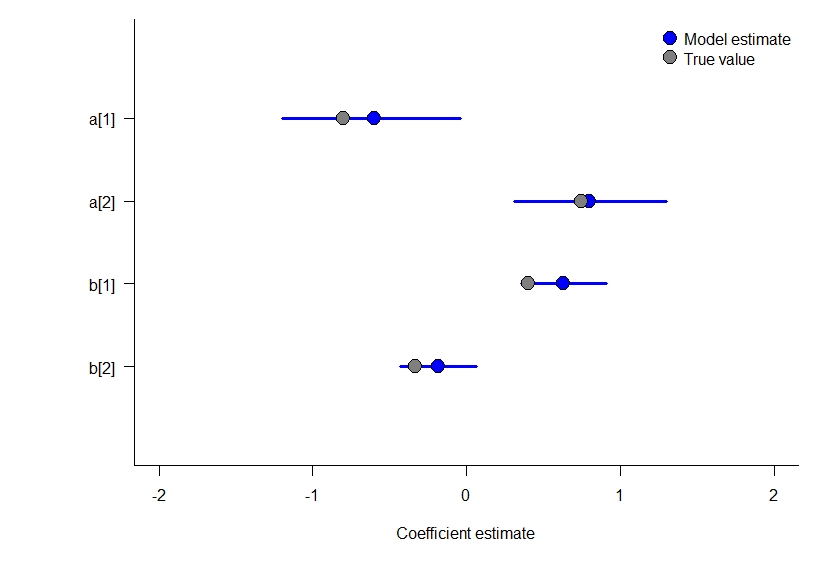 Model estimate
True value
a[1]
a[2]
b[1]
b[2]
-2 -1 0 1 2
Coefficient estimate